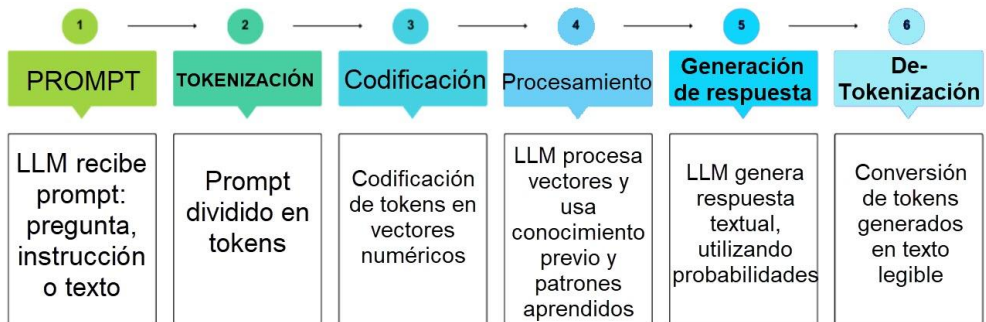 1
2
3
4
5
6
PROMPT
TOKENIZACIÓN
Codificación
Procesamiento
Generación
de respuesta
De-
Tokenización
LLM recibe
prompt:
pregunta,
instrucción
o texto
Prompt
dividido en
tokens
Codificación
de tokens en
vectores
numéricos
LLM procesa
vectores y
usa
conocimiento
previo y
patrones
aprendidos
LLM genera
respuesta
textual,
utilizando
probabilidades
Conversión
de tokens
generados
en texto
legible